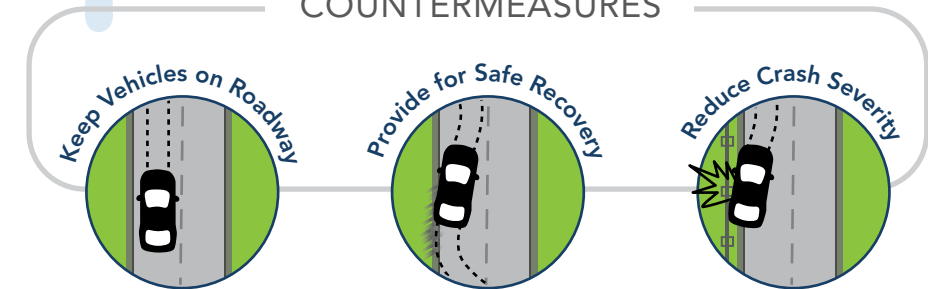 COUNTERMEASURES
Keep Vehicles on Roadway
Provide for Safe Recovery
Reduce Crash Severity